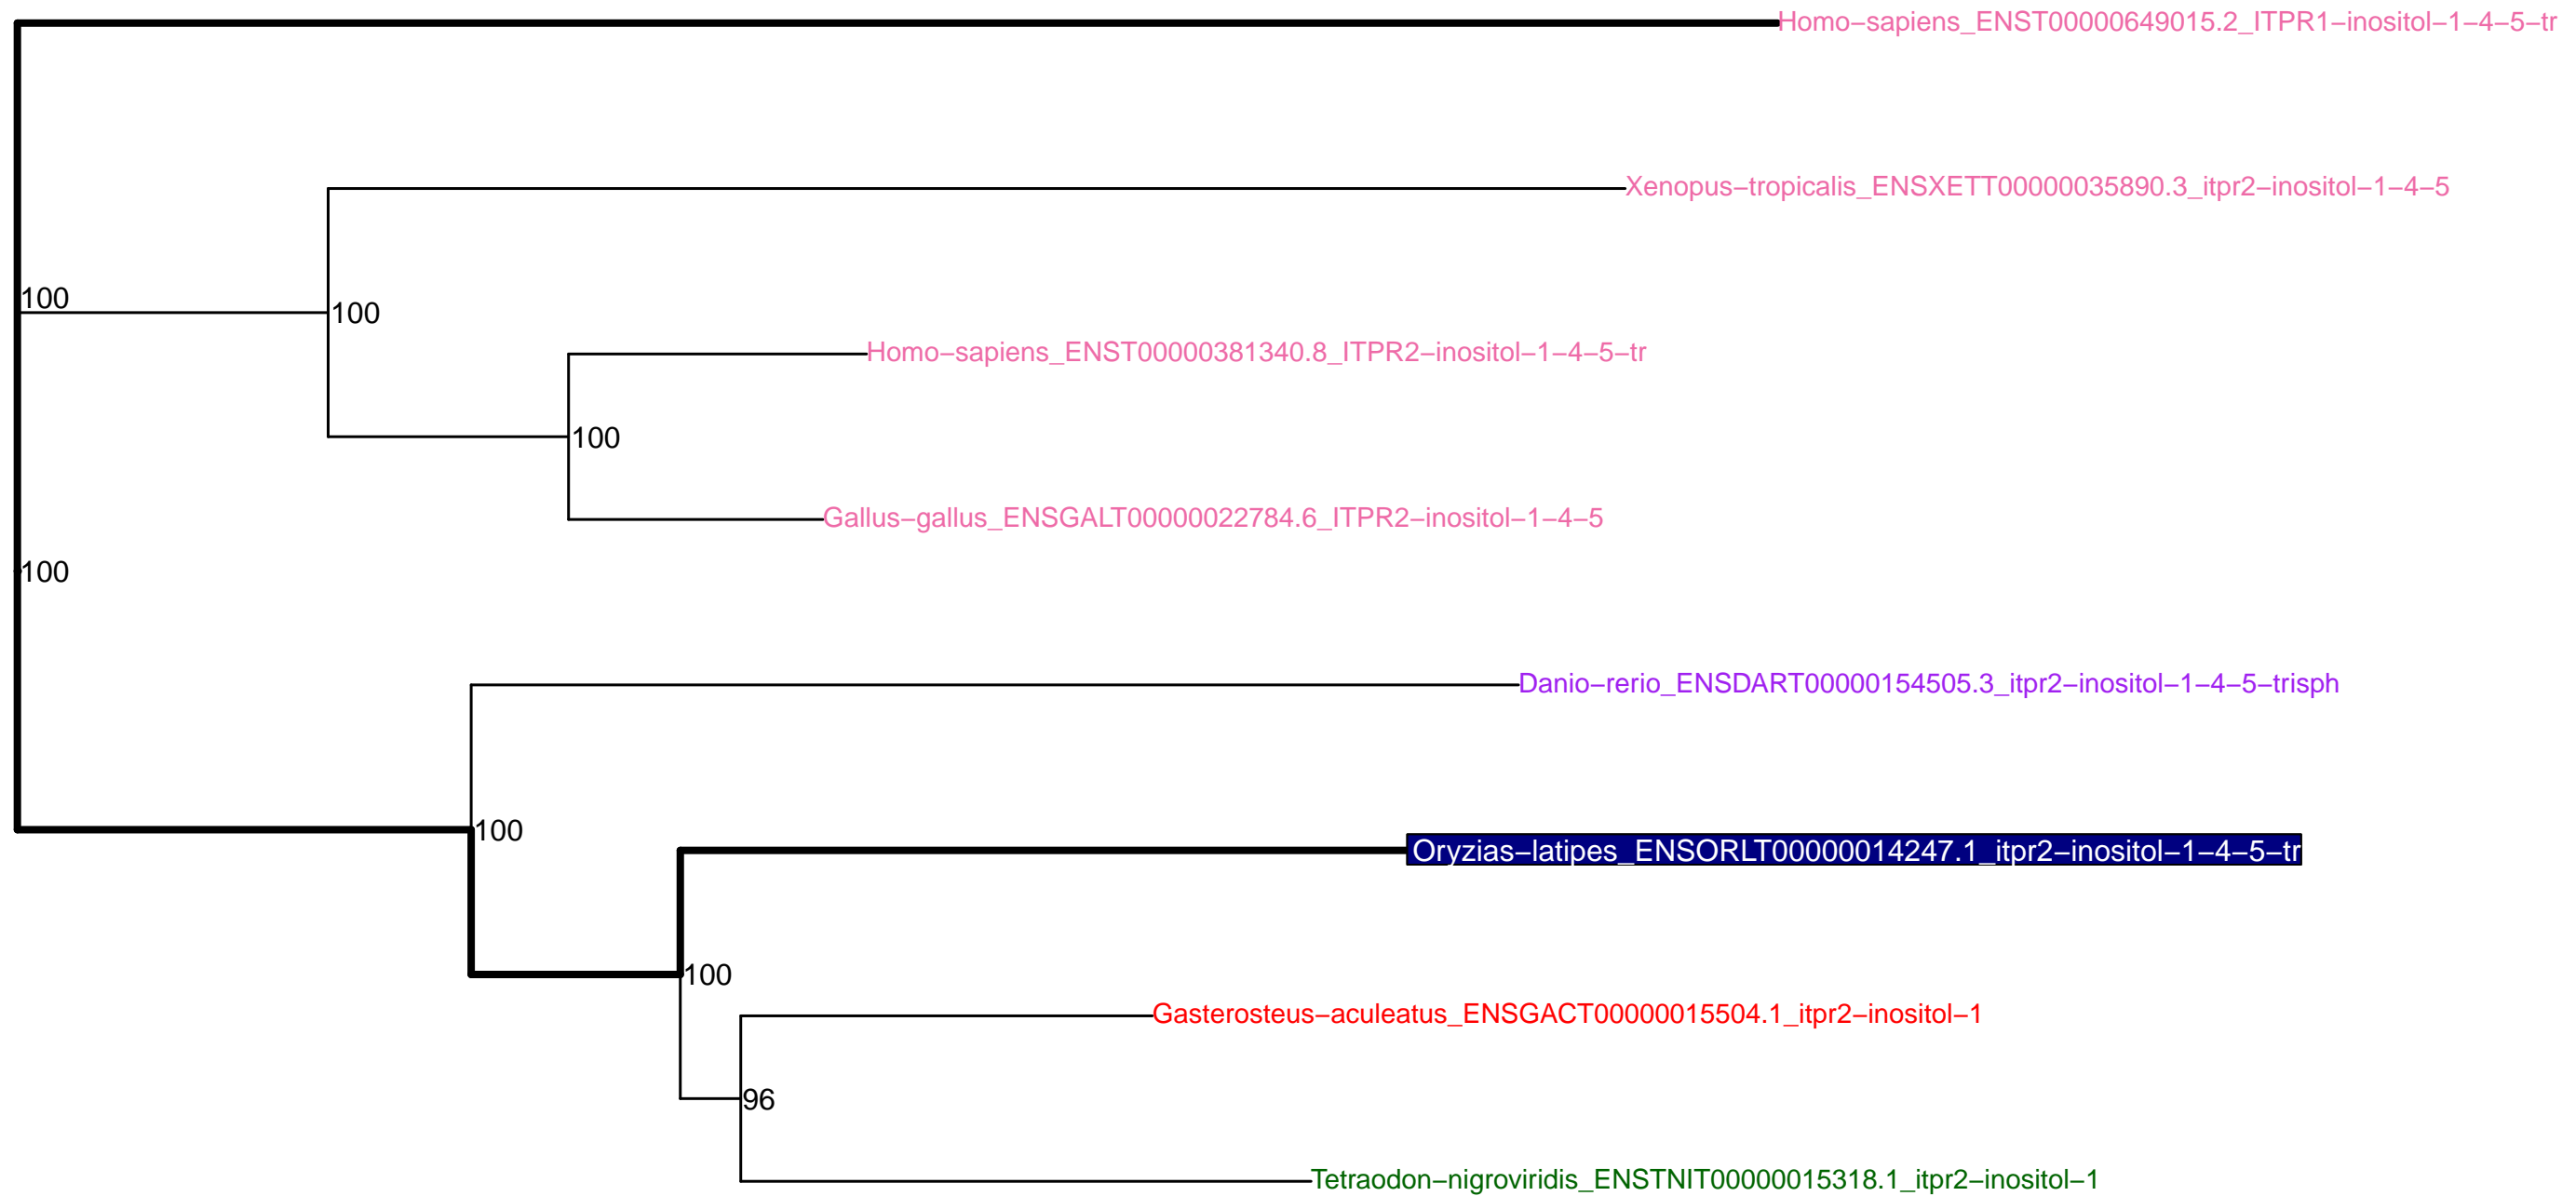 Homo−sapiens_ENST00000649015.2_ITPR1−inositol−1−4−5−tr
Xenopus−tropicalis_ENSXETT00000035890.3_itpr2−inositol−1−4−5
100
100
Homo−sapiens_ENST00000381340.8_ITPR2−inositol−1−4−5−tr
100
Gallus−gallus_ENSGALT00000022784.6_ITPR2−inositol−1−4−5
100
Danio−rerio_ENSDART00000154505.3_itpr2−inositol−1−4−5−trisph
100
Oryzias−latipes_ENSORLT00000014247.1_itpr2−inositol−1−4−5−tr
100
Gasterosteus−aculeatus_ENSGACT00000015504.1_itpr2−inositol−1
96
Tetraodon−nigroviridis_ENSTNIT00000015318.1_itpr2−inositol−1